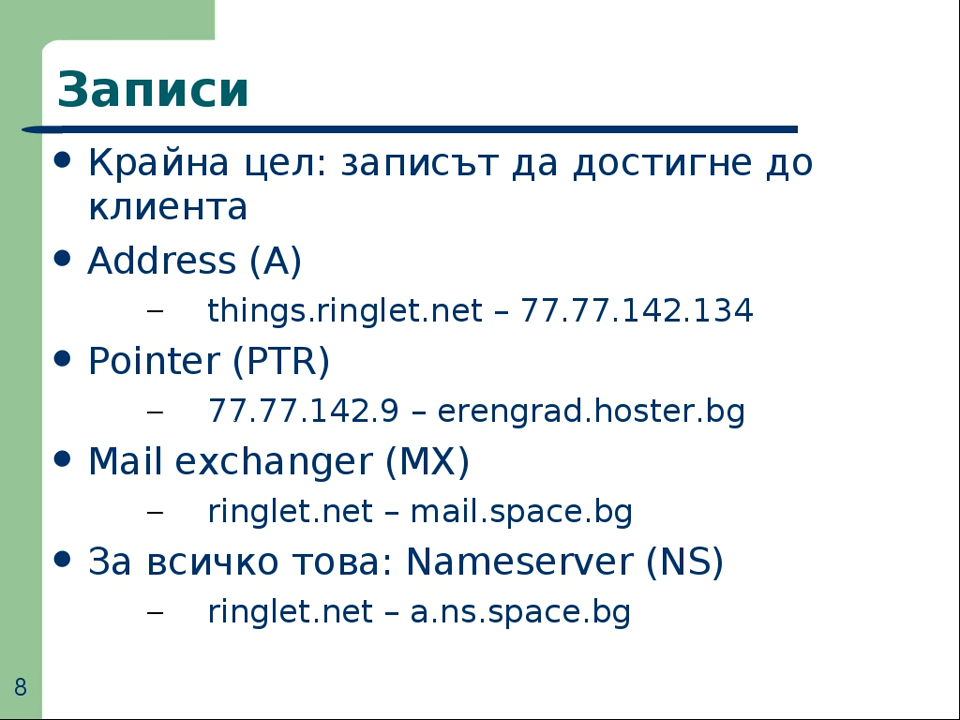 Записи
● Крайна цел: записът да достигне до
клиента
● Address (A)
– things.ringlet.net – 77.77.142.134
● Pointer (PTR)
– 77.77.142.9 – erengrad.hoster.bg
● Mail exchanger (MX)
– ringlet.net – mail.space.bg
● За всичко това: Nameserver (NS)
– ringlet.net – a.ns.space.bg
8